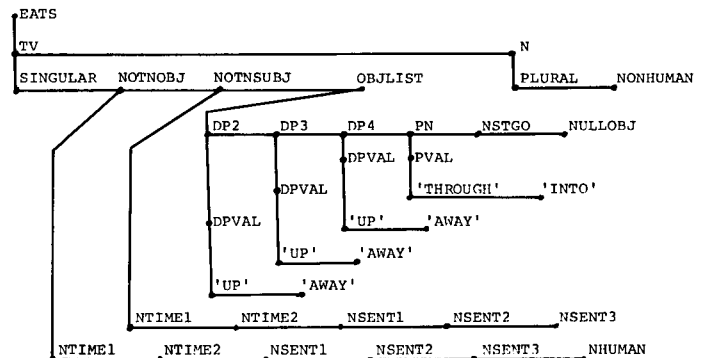 EATS
TV N
SINGULAR NOTNOBJ NOTNSUBJ OBJLIST PLURAL NONHUMAN
DP2 DP3 DP4 PN NSTGO NULLOBJ
DPVAL PVAL
DPVAL 'THROUGH' 'INTO'
DPVAL 'UP' 'AWAY'
'UP' 'AWAY'
'UP' 'AWAY'
NTIME1 NTIME2 NSENT1 NSENT2 NSENT3
NTIME1 NTIME2 NSENT1 NSENT2 NSENT3 NHUMAN